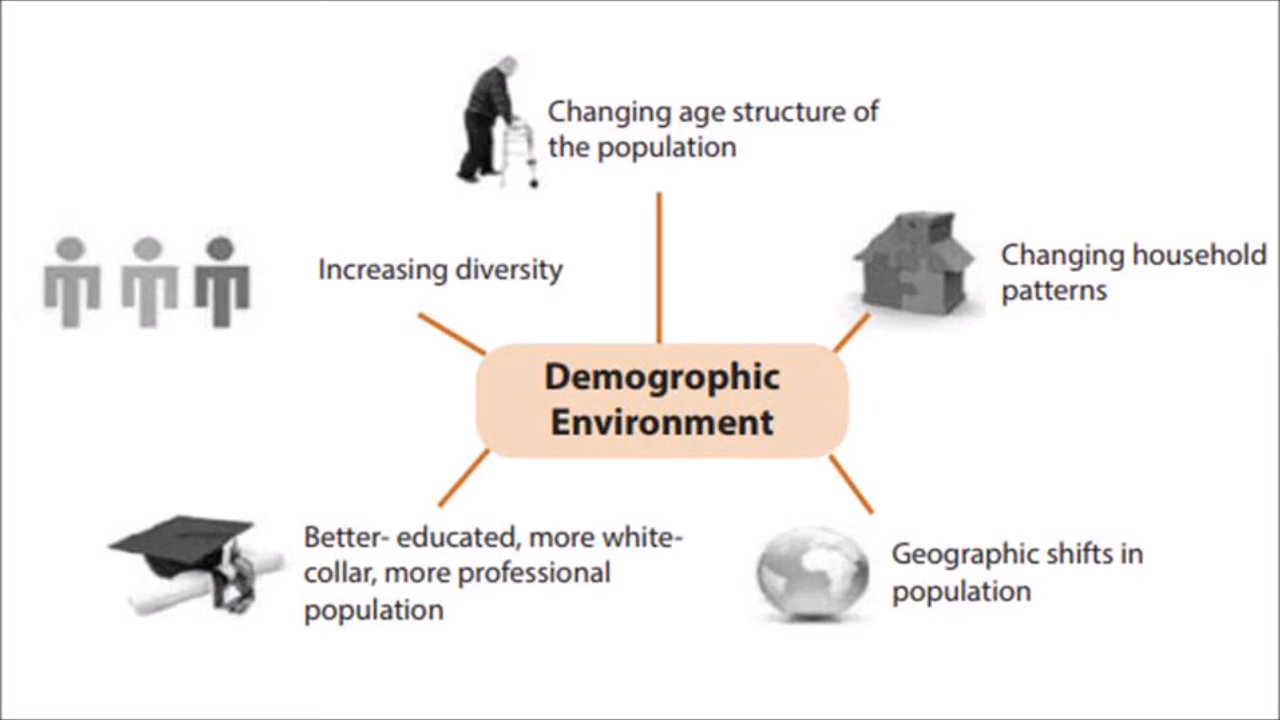 Changing age structure of
the population
Increasing diversity
Changing household
patterns
Demogrophic
Environment
Better- educated, more white-
collar, more professional
population
Geographic shifts in
population